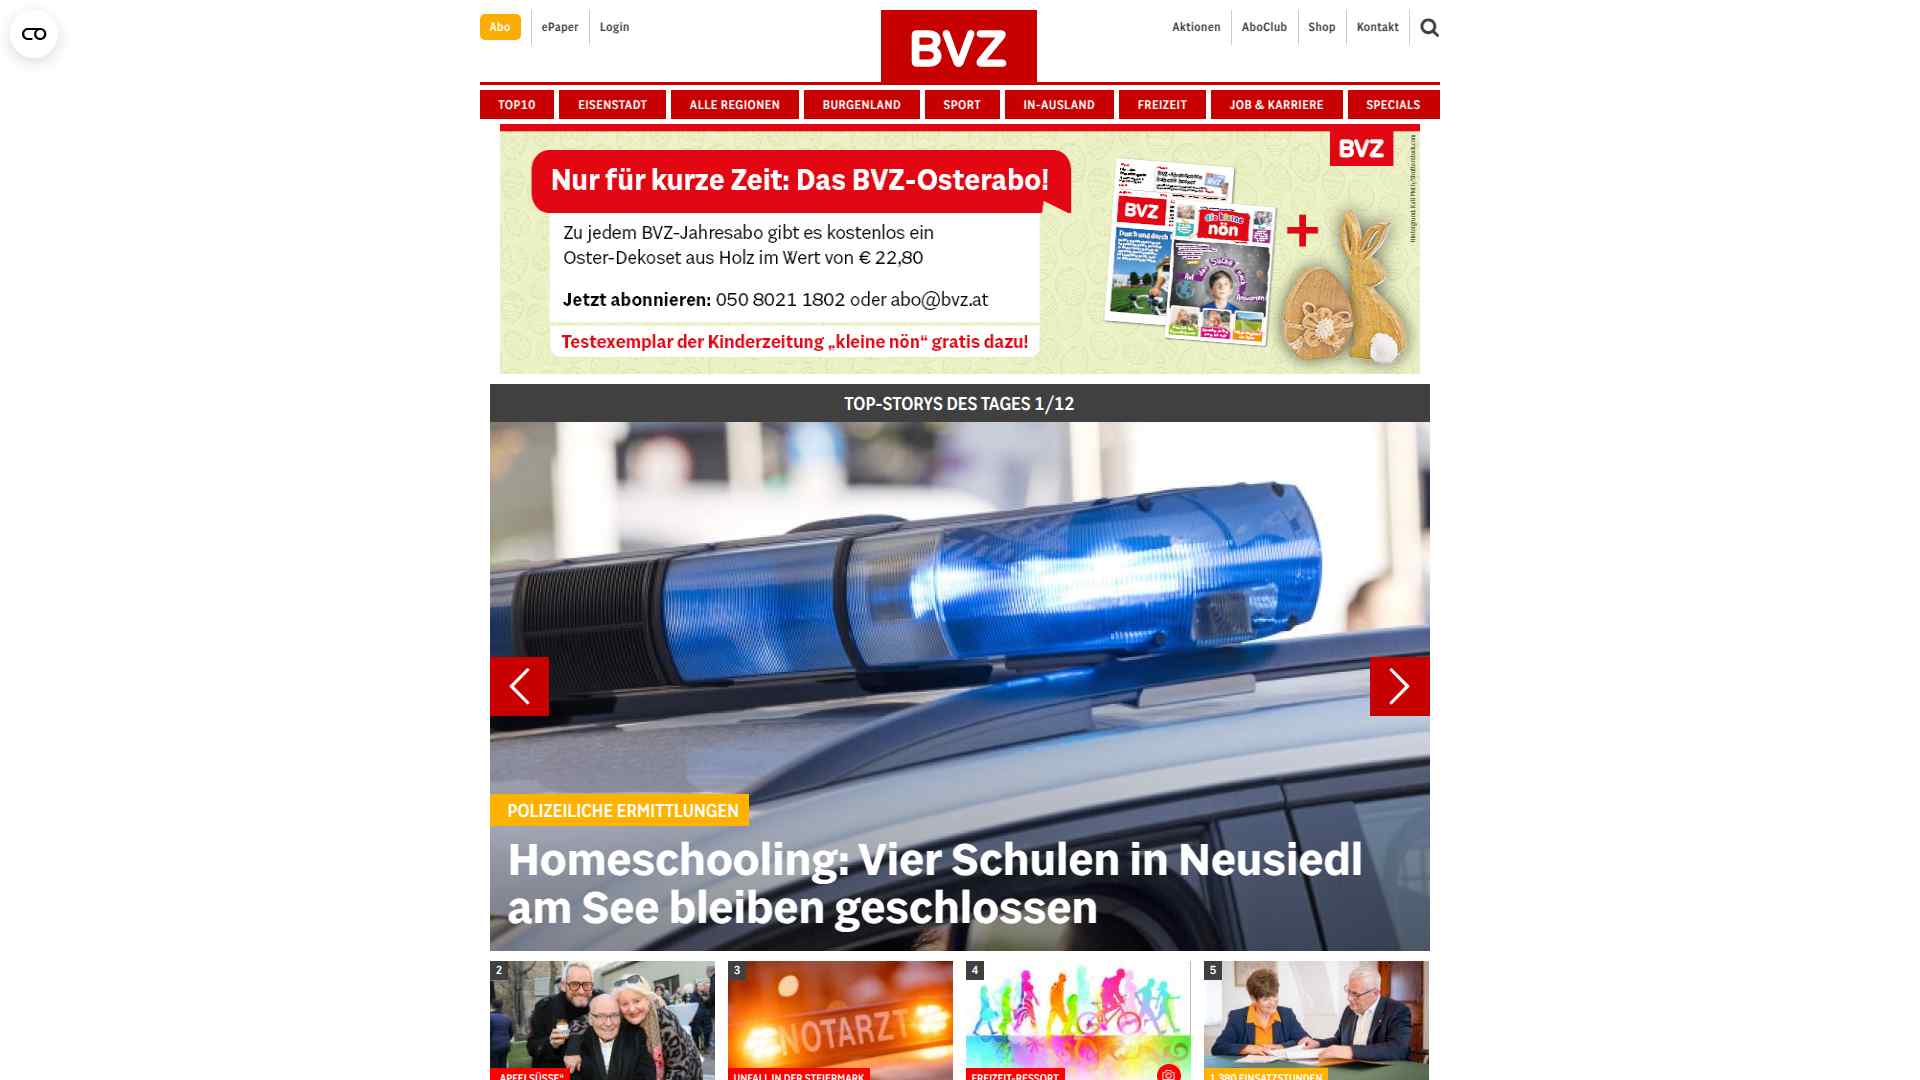 Abo
ePaper
Login
BVZ
Aktionen
AboClub
Shop
Kontakt
TOP10
EISENSTADT
ALLE REGIONEN
BURGENLAND
SPORT
IN-AUSLAND
FREIZEIT
JOB & KARRIERE
SPECIALS
Nur für kurze Zeit: Das BVZ-Osterabo!
Zu jedem BVZ-Jahresabo gibt es kostenlos ein
Oster-Dekoset aus Holz im Wert von € 22,80
Jetzt abonnieren: 050 8021 1802 oder abo@bvz.at
Testexemplar der Kinderzeitung „kleine nön“ gratis dazu!
BVZ
BVZ
die kleine
nön
TOP-STORYS DES TAGES 1/12
POLIZEILICHE ERMITTLUNGEN
Homeschooling: Vier Schulen in Neusiedl
am See bleiben geschlossen
2
3
4
5
NOTARZT
„APFELSÜSSE“
UNFALL IN DER STEIERMARK
FREIZEIT-RESSORT
1.380 EINSATZSTUNDEN